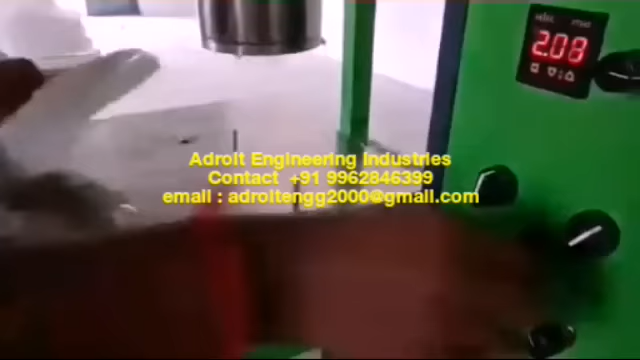 2.08
Adroit Engineering Industries
Contact +91 9962846399
email : adroitengg2000@gmail.com